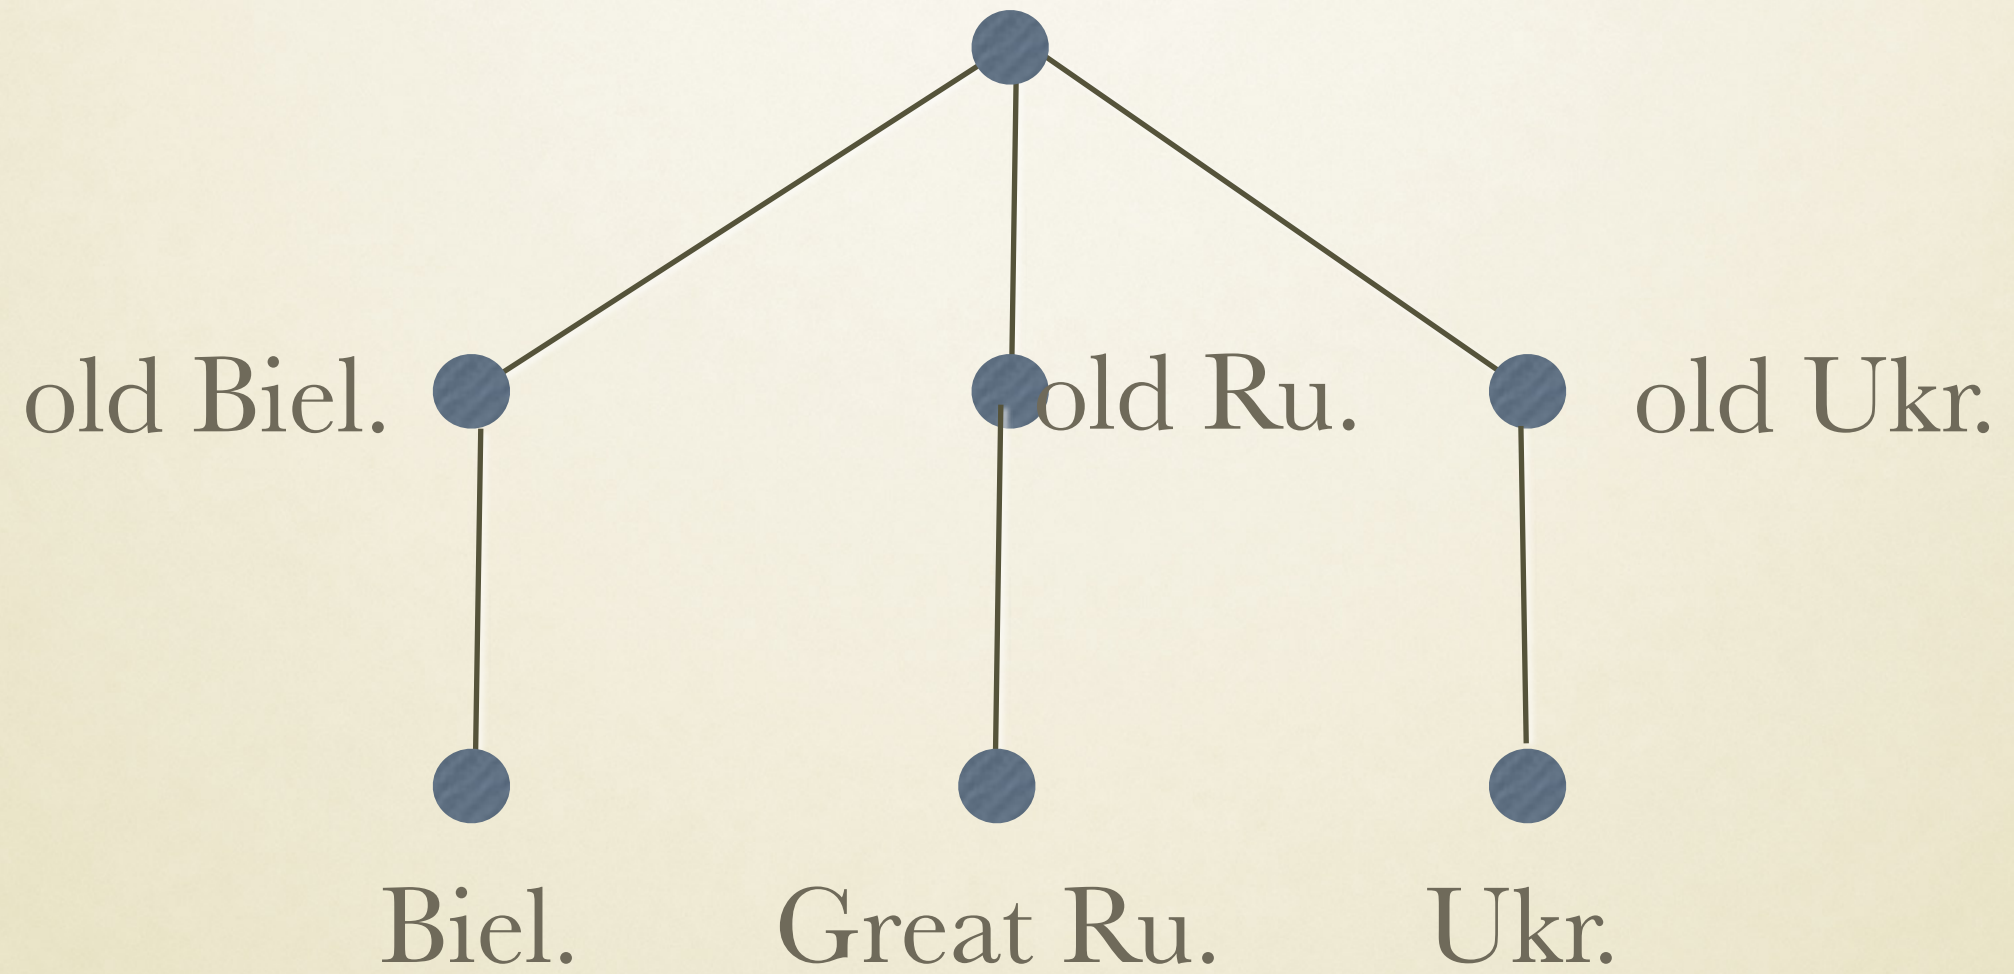 old Biel.
old Ru.
old Ukr.
Biel.
Great Ru.
Ukr.